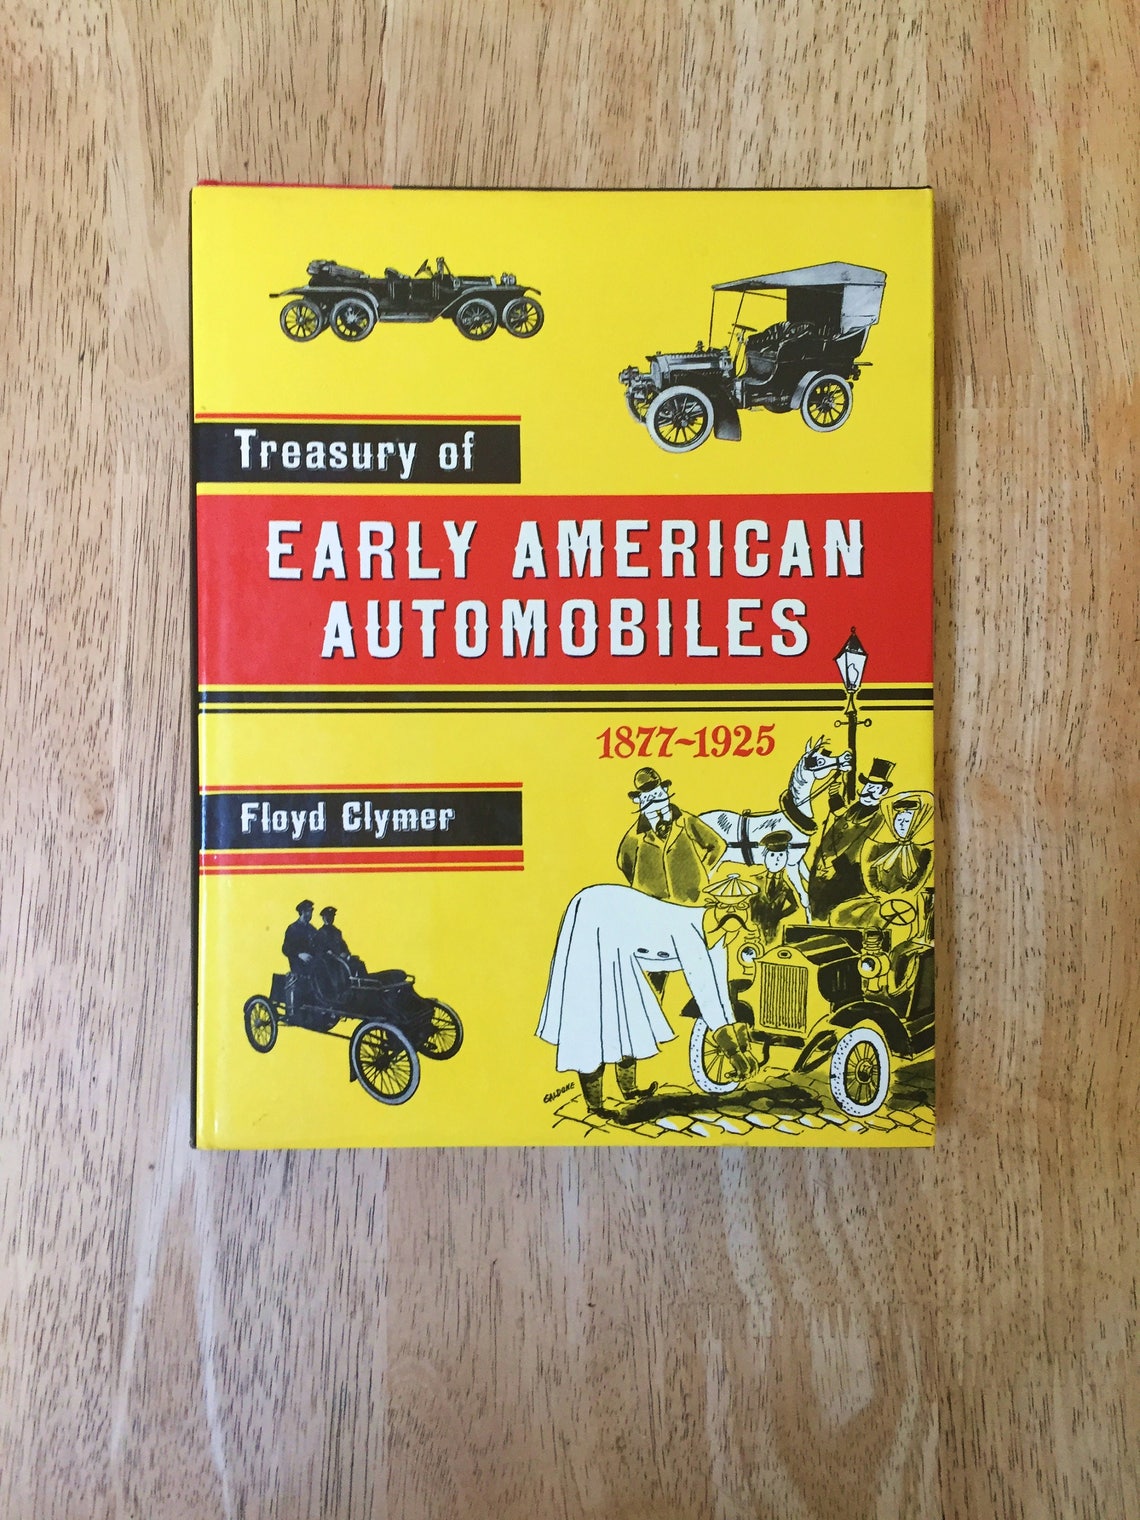 Treasury of
EARLY AMERICAN
AUTOMOBILES
1877-1925
Floyd Clymer
GALDONE